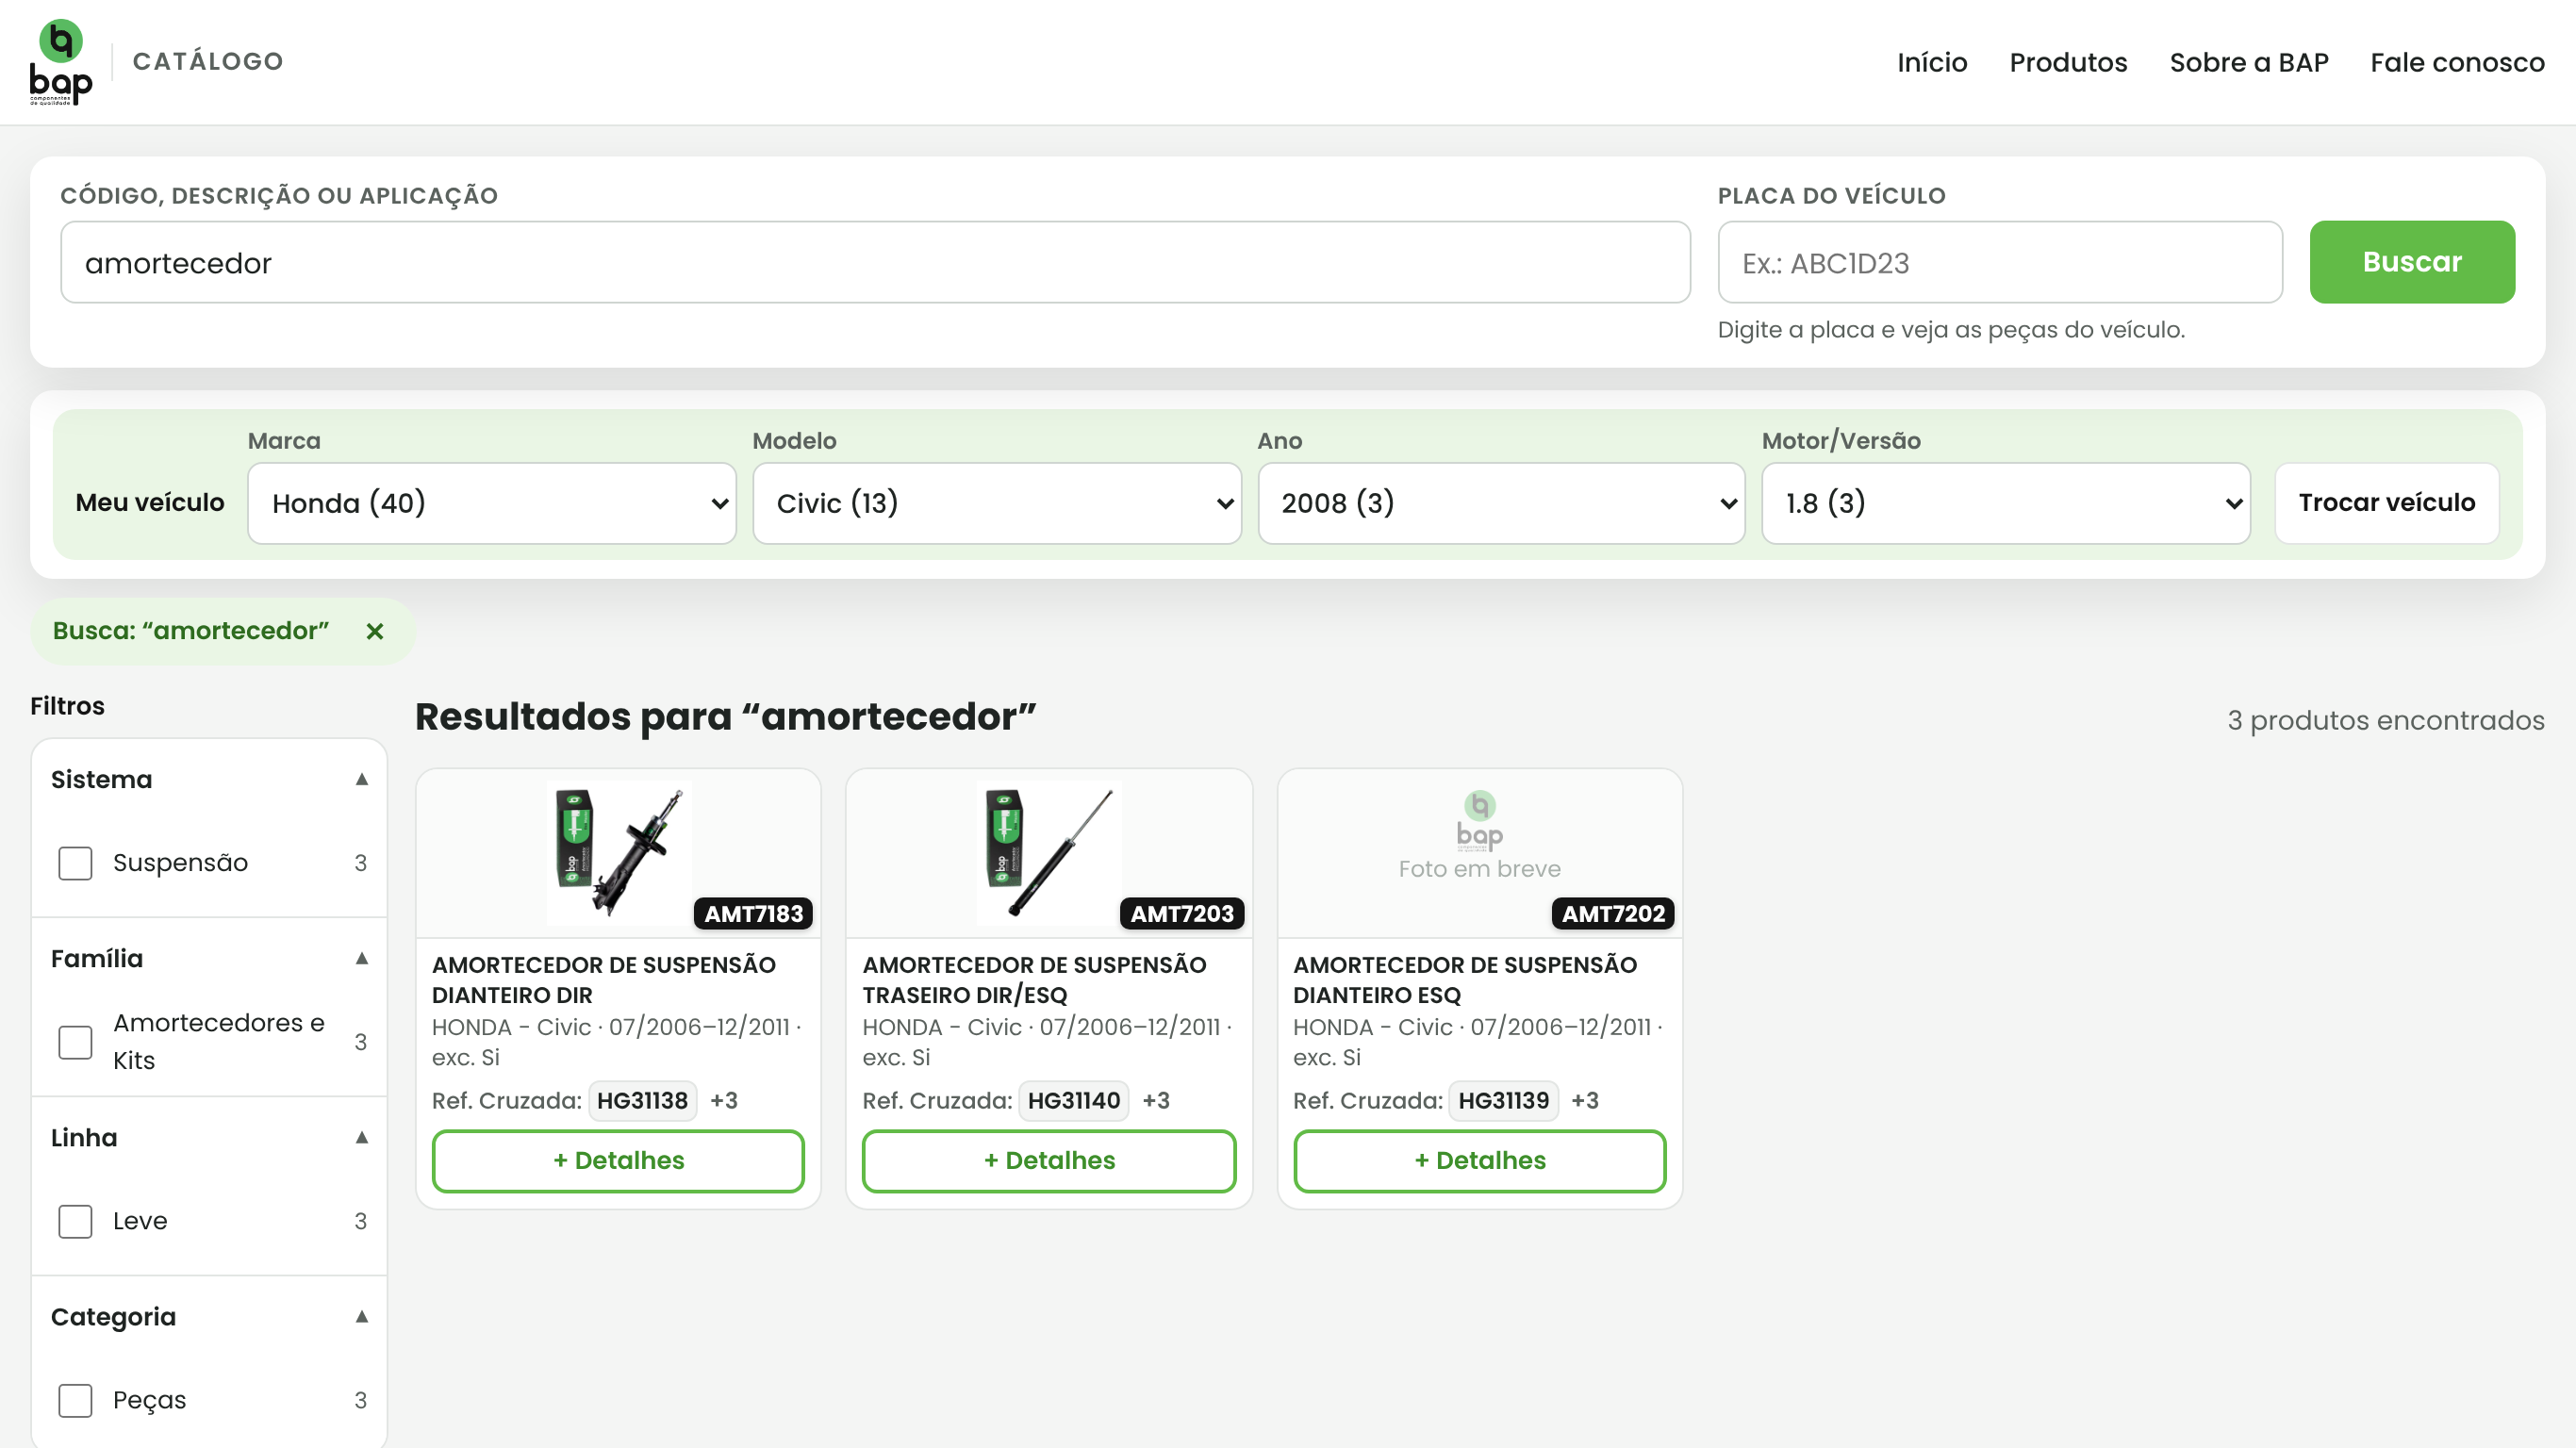 bap
componentes
de qualidade
CATÁLOGO
Início Produtos Sobre a BAP Fale conosco
CÓDIGO, DESCRIÇÃO OU APLICAÇÃO
amortecedor
PLACA DO VEÍCULO
Ex.: ABC1D23
Buscar
Digite a placa e veja as peças do veículo.
Meu veículo
Marca
Honda (40)
Modelo
Civic (13)
Ano
2008 (3)
Motor/Versão
1.8 (3)
Trocar veículo
Busca: “amortecedor” ✕
Filtros
Sistema ▲
Suspensão 3
Família ▲
Amortecedores e
Kits 3
Linha ▲
Leve 3
Categoria ▲
Peças 3
Resultados para “amortecedor”
3 produtos encontrados
bap
AMT7183
AMORTECEDOR DE SUSPENSÃO
DIANTEIRO DIR
HONDA - Civic · 07/2006–12/2011 ·
exc. Si
Ref. Cruzada: HG31138 +3
+ Detalhes
bap
AMT7203
AMORTECEDOR DE SUSPENSÃO
TRASEIRO DIR/ESQ
HONDA - Civic · 07/2006–12/2011 ·
exc. Si
Ref. Cruzada: HG31140 +3
+ Detalhes
bap
Foto em breve
AMT7202
AMORTECEDOR DE SUSPENSÃO
DIANTEIRO ESQ
HONDA - Civic · 07/2006–12/2011 ·
exc. Si
Ref. Cruzada: HG31139 +3
+ Detalhes